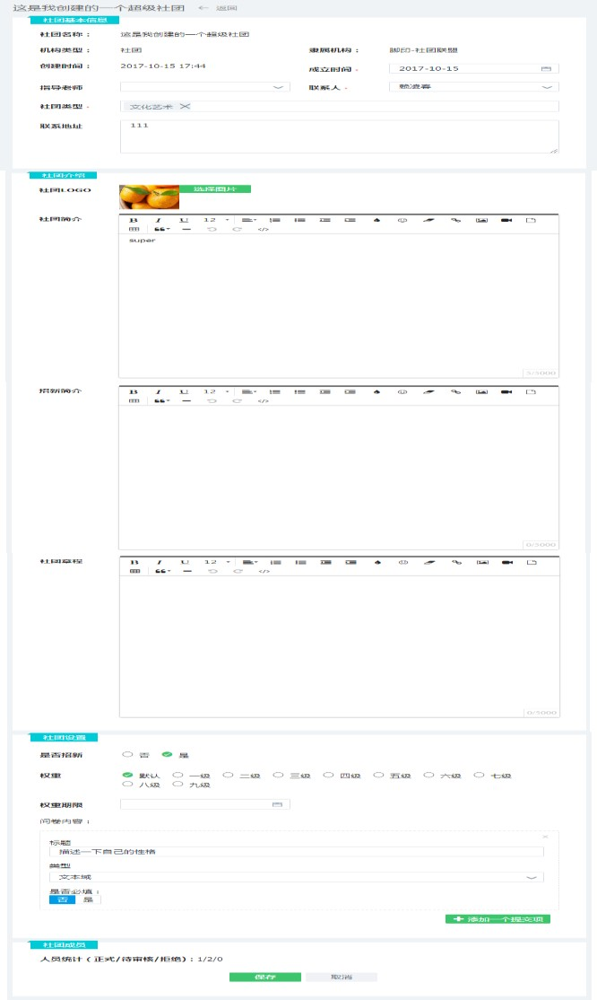 这是我创建的一个超级社团 ← 返回
社团基本信息
社团名称： 这是我创建的一个超级社团
机构类型： 社团 隶属机构： 脚印-社团联盟
创建时间： 2017-10-15 17:44 成立时间 * 2017-10-15
指导老师 联系人 * 赖凌春
社团类型 * 文化艺术 ×
联系地址 111
社团介绍
社团LOGO 选择图片
社团简介 B I U 12
super
5/5000
招新简介 B I U 12
0/5000
社团章程 B I U 12
0/5000
社团设置
是否招新 否 是
权重 默认 一级 二级 三级 四级 五级 六级 七级
八级 九级
权重期限
问卷内容：
标题
描述一下自己的性格
类型
文本域
是否必填：
否 是
添加一个提交项
社团成员
人员统计（正式/待审核/拒绝）: 1/2/0
保存 取消